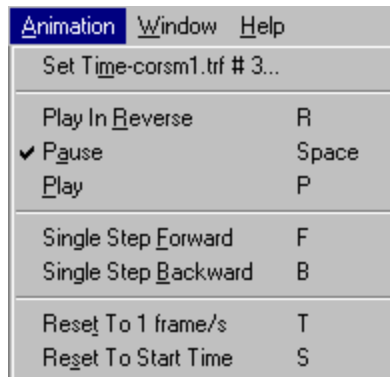 Animation Window Help
Set Time-corsm1.trf # 3...
Play In Reverse R
Pause Space
Play P
Single Step Forward F
Single Step Backward B
Reset To 1 frame/s T
Reset To Start Time S